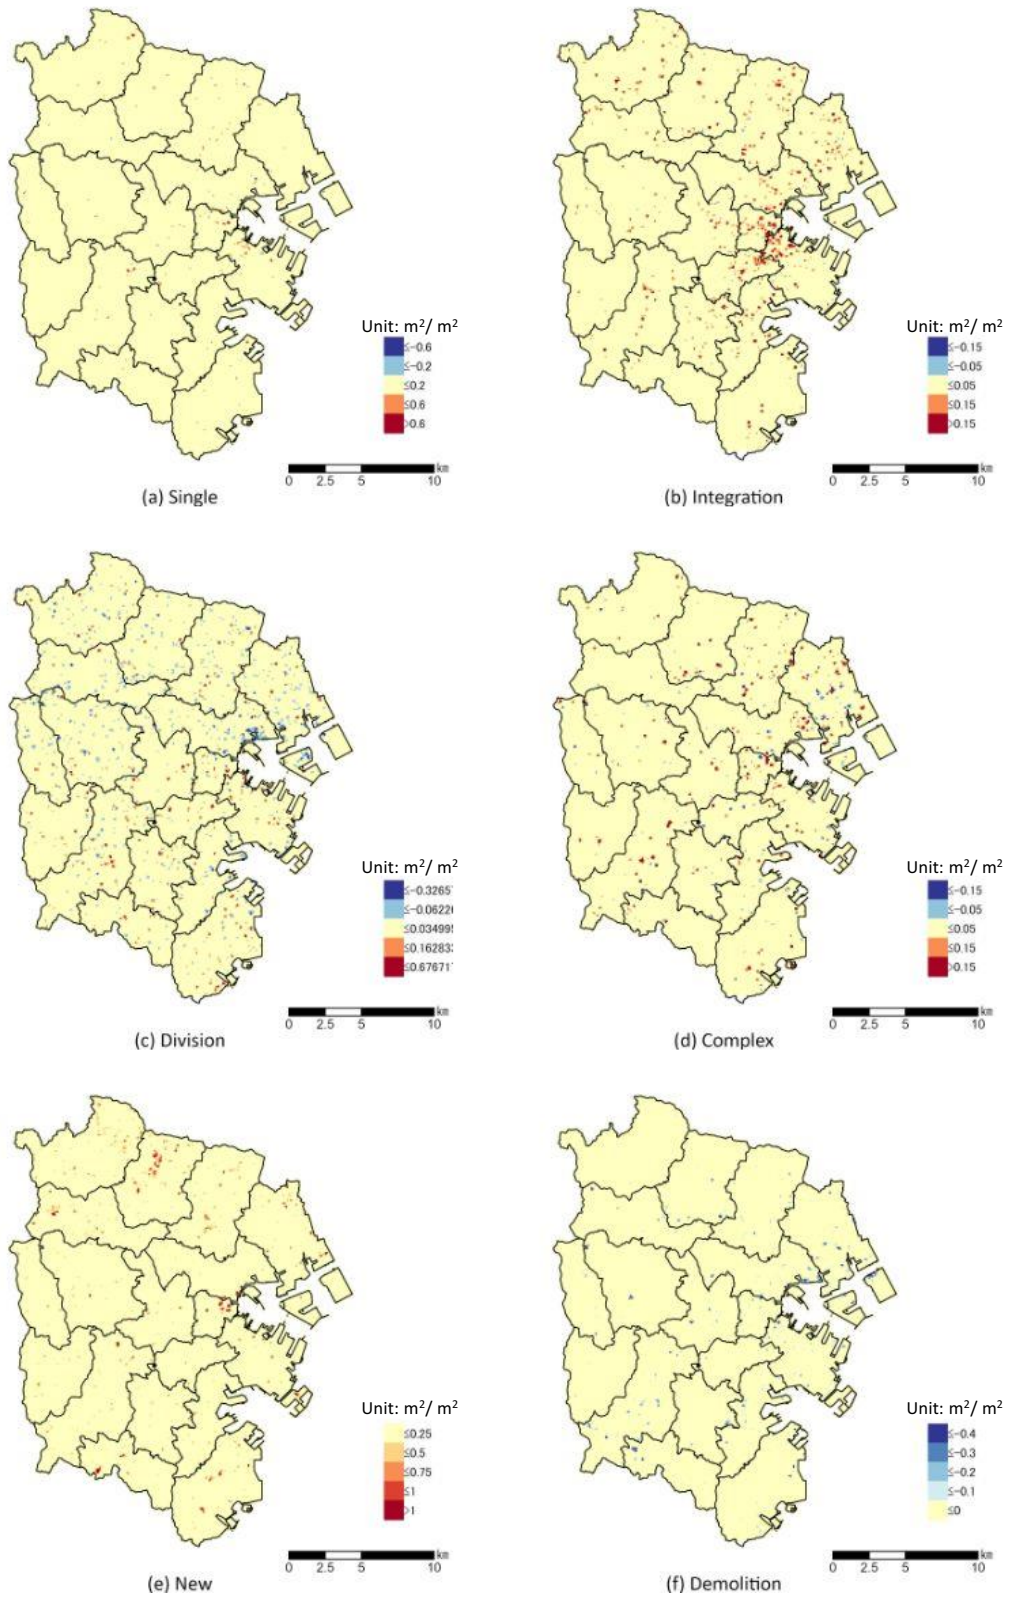 Unit: m²/ m²
≤-0.6
≤-0.2
≤0.2
≤0.6
>0.6
km
0 2.5 5 10
(a) Single
Unit: m²/ m²
≤-0.15
≤-0.05
≤0.05
≤0.15
>0.15
km
0 2.5 5 10
(b) Integration
Unit: m²/ m²
≤-0.3265
≤-0.0622
≤0.03499
≤0.16283
≤0.67671
km
0 2.5 5 10
(c) Division
Unit: m²/ m²
≤-0.15
≤-0.05
≤0.05
≤0.15
>0.15
km
0 2.5 5 10
(d) Complex
Unit: m²/ m²
≤0.25
≤0.5
≤0.75
≤1
>1
km
0 2.5 5 10
(e) New
Unit: m²/ m²
≤-0.4
≤-0.3
≤-0.2
≤-0.1
≤0
km
0 2.5 5 10
(f) Demolition